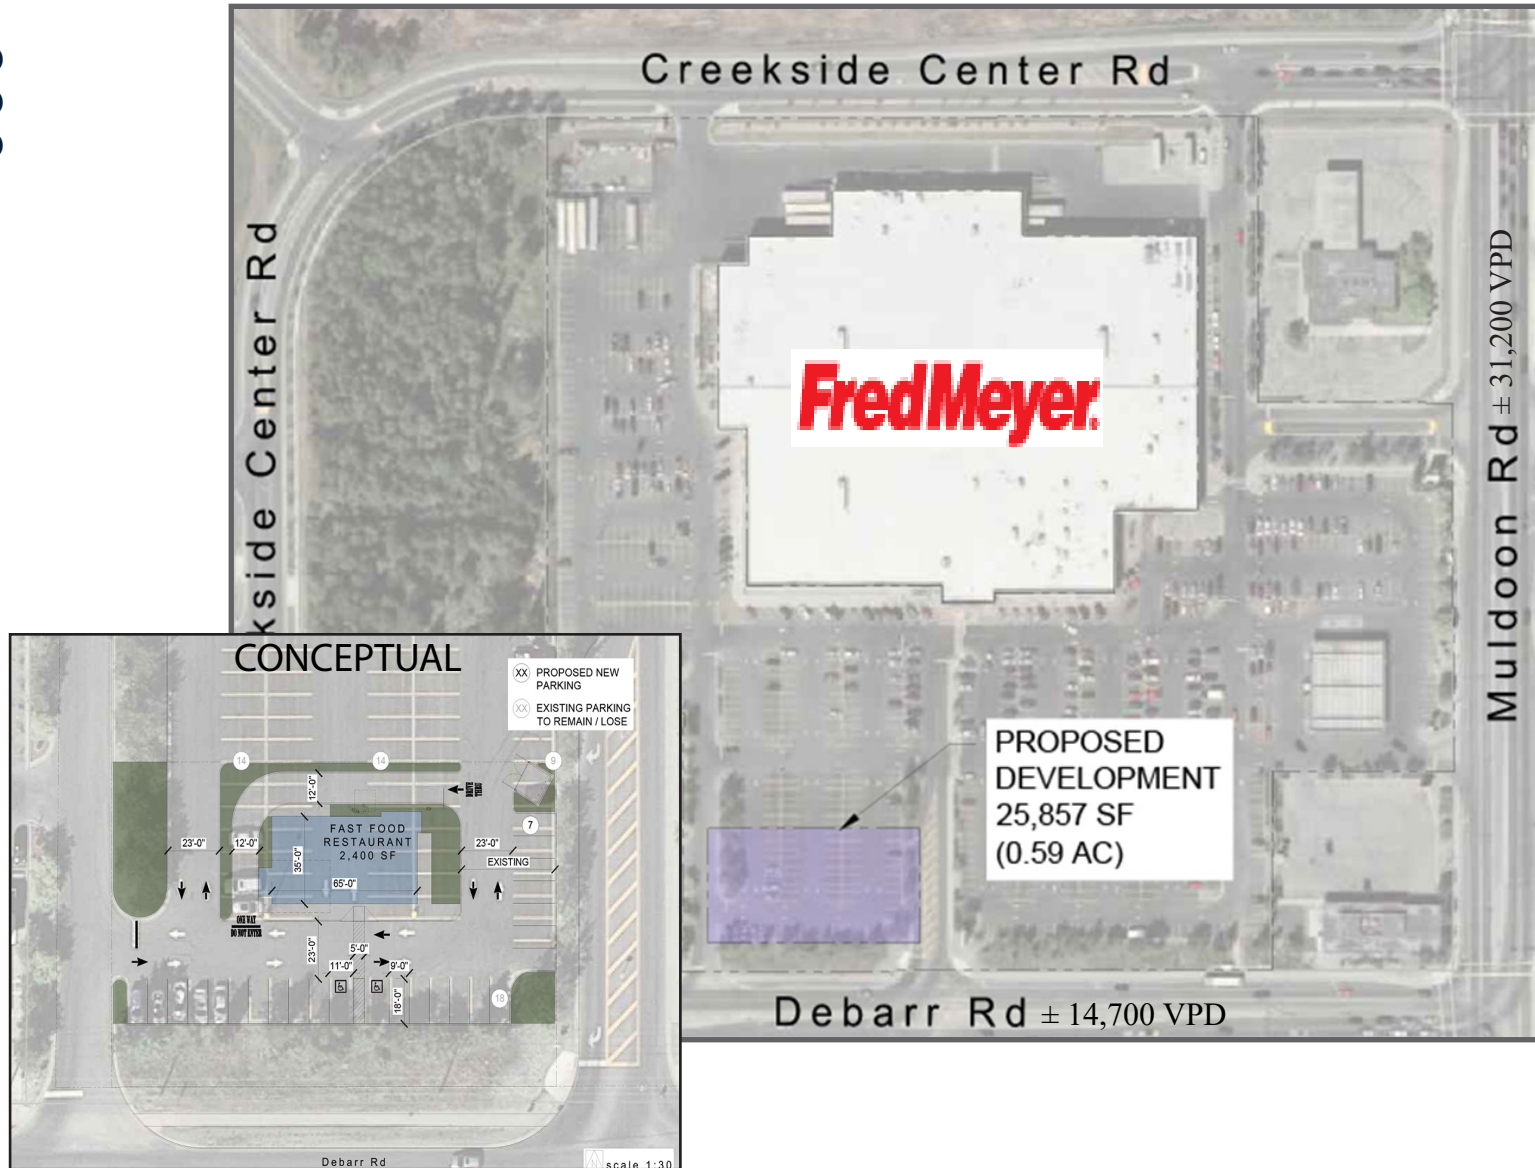 Creekside Center Rd
Creekside Center Rd
kside
FredMeyer.
Muldoon Rd ± 31,200 VPD
PROPOSED
DEVELOPMENT
25,857 SF
(0.59 AC)
Debarr Rd ± 14,700 VPD
CONCEPTUAL
XX PROPOSED NEW
PARKING
XX EXISTING PARKING
TO REMAIN / LOSE
14
14
9
12'-0"
DRIVE
THRU
7
FAST FOOD
RESTAURANT
2,400 SF
23'-0"
12'-0"
23'-0"
EXISTING
35'-0"
65'-0"
ONE WAY
DO NOT ENTER
23'-0"
5'-0"
11'-0"
9'-0"
18'-0"
18
Debarr Rd
scale 1:30